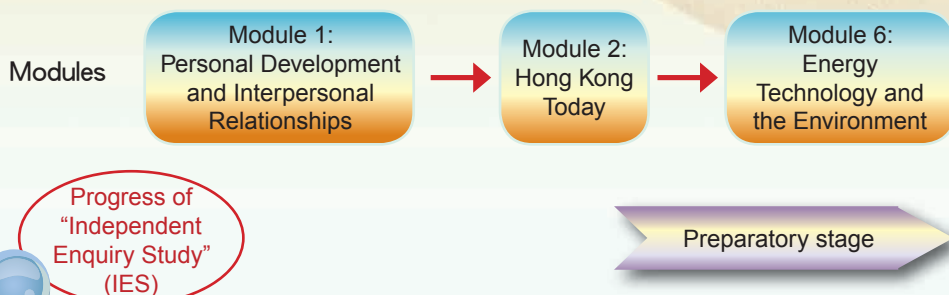 Modules
Module 1:
Personal Development
and Interpersonal
Relationships
Module 2:
Hong Kong
Today
Module 6:
Energy
Technology and
the Environment
Progress of
“Independent
Enquiry Study”
(IES)
Preparatory stage